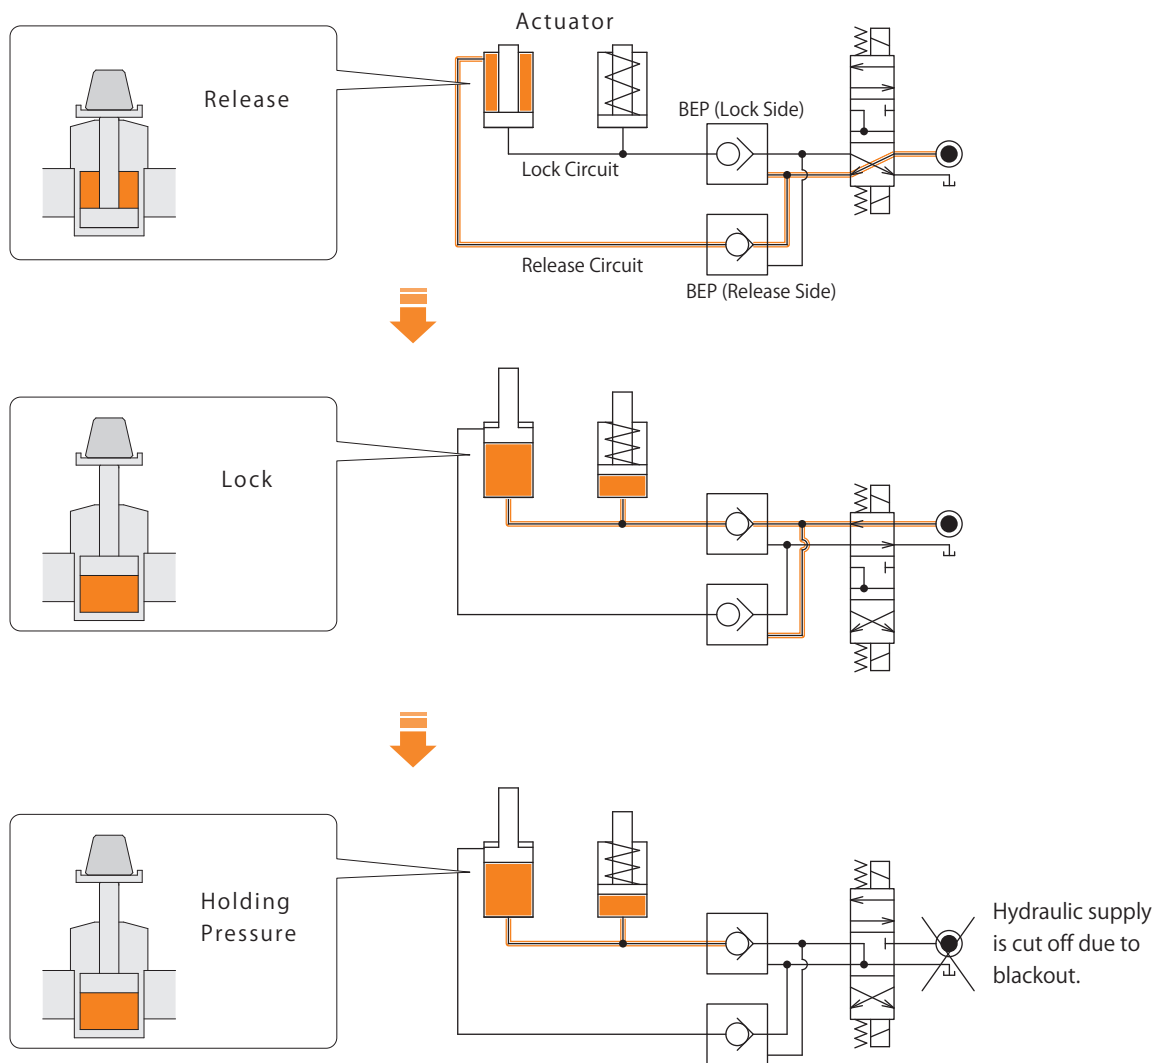 Actuator
Release
BEP (Lock Side)
Lock Circuit
Release Circuit
BEP (Release Side)
Lock
Holding
Pressure
Hydraulic supply
is cut off due to
blackout.